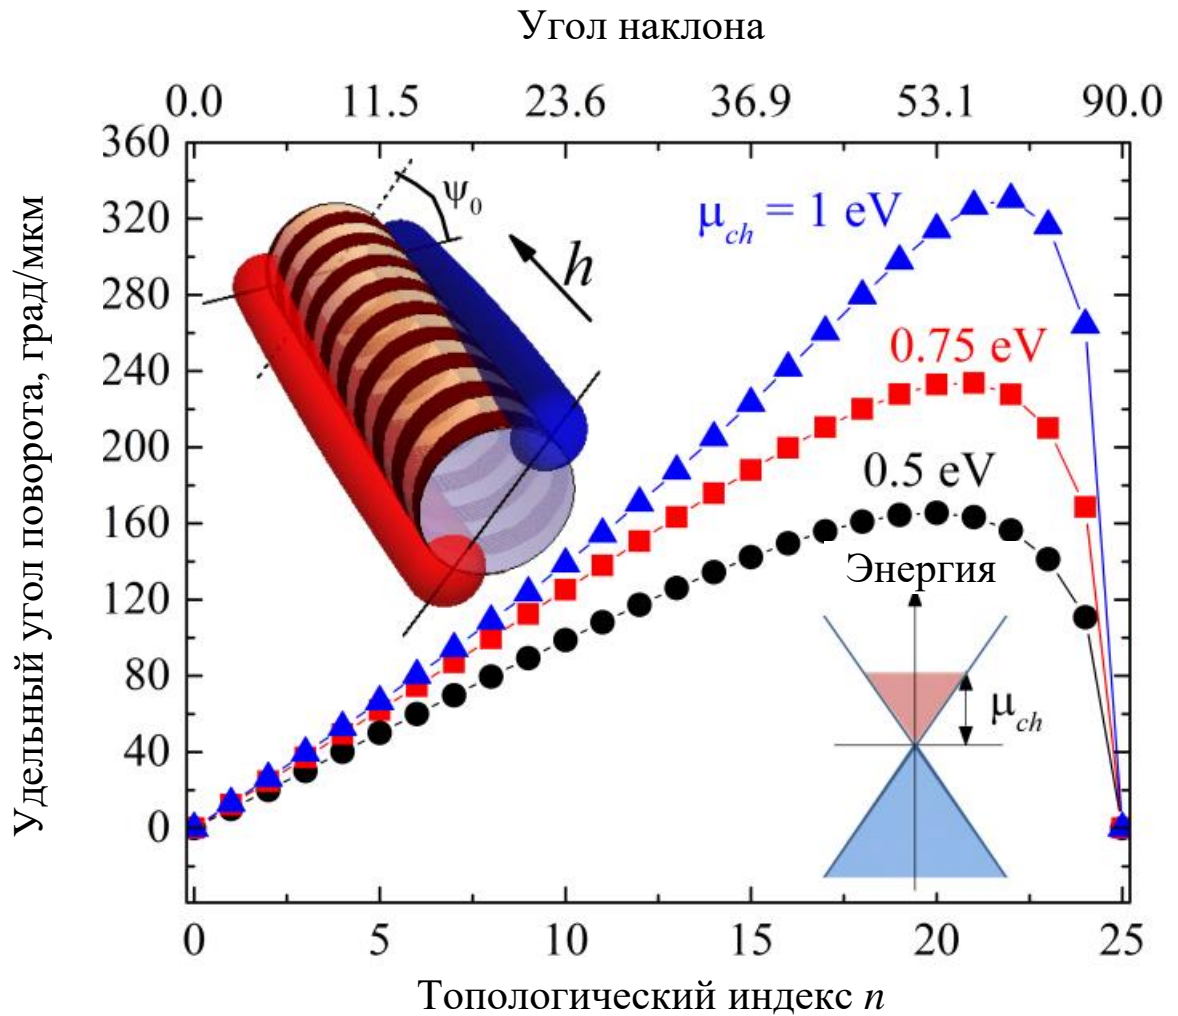 Угол наклона
0.0 11.5 23.6 36.9 53.1 90.0
Удельный угол поворота, град/мкм
360
320
280
240
200
160
120
80
40
0
ψ0
h
μch = 1 eV
0.75 eV
0.5 eV
Энергия
μch
0 5 10 15 20 25
Топологический индекс n